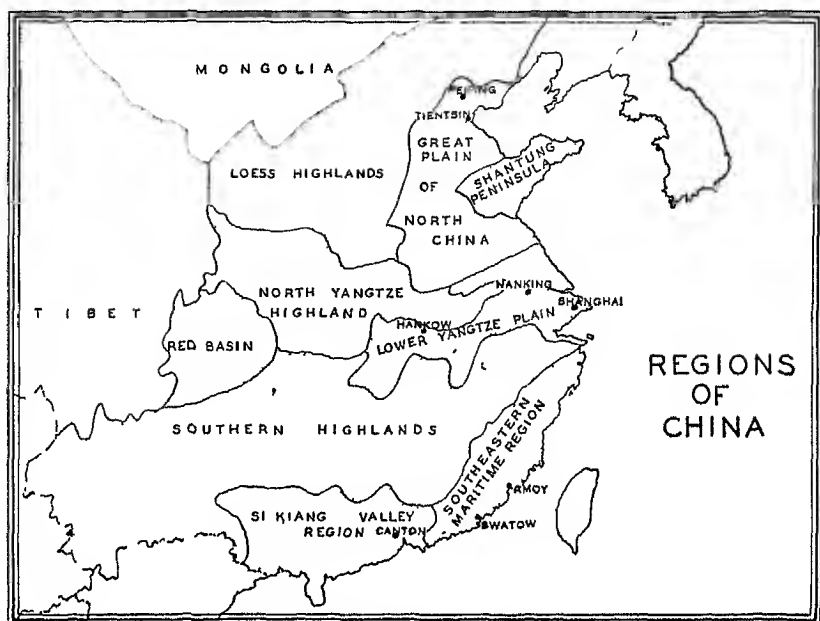 MONGOLIA
PEIPING
TIENTSIN
GREAT
PLAIN
OF
NORTH
CHINA
SHANTUNG
PENINSULA
LOESS HIGHLANDS
TIBET
NORTH YANGTZE
HIGHLAND
NANKING
SHANGHAI
HANKOW
LOWER YANGTZE PLAIN
RED BASIN
REGIONS
OF
CHINA
SOUTHERN HIGHLANDS
SOUTHEASTERN
MARITIME REGION
AMOY
SWATOW
SI KIANG VALLEY
REGION
CANTON